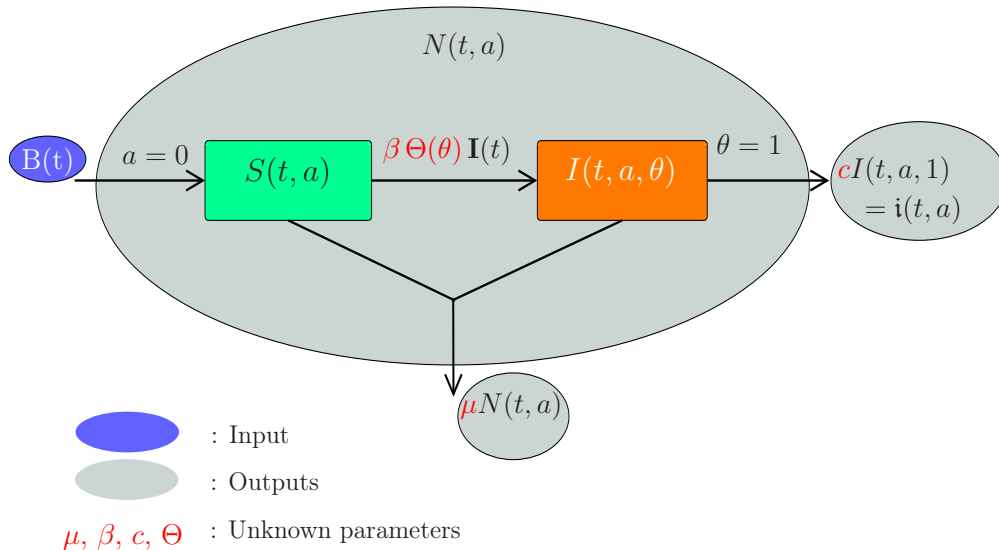 N(t, a)
B(t)
a = 0
S(t, a)
β Θ(θ) I(t)
I(t, a, θ)
θ = 1
cI(t, a, 1)
= 𝔦(t, a)
μN(t, a)
: Input
: Outputs
μ, β, c, Θ : Unknown parameters